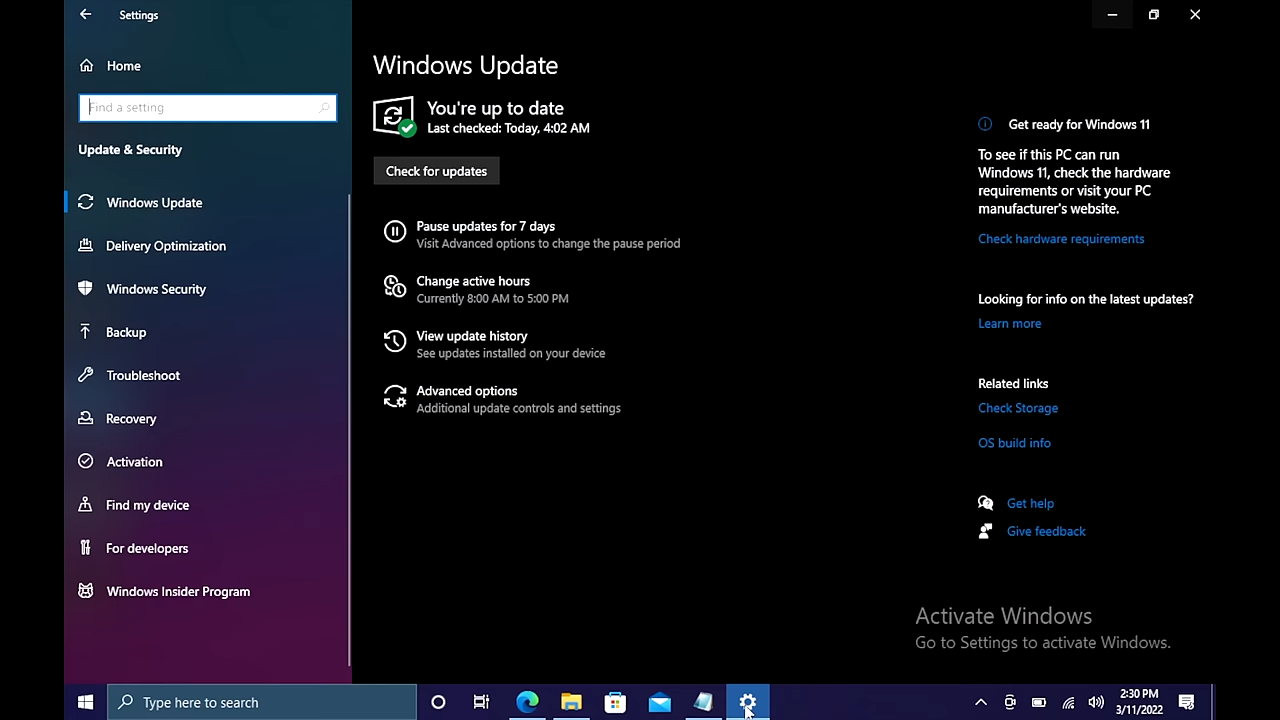 Settings
Home
Find a setting
Update & Security
Windows Update
Delivery Optimization
Windows Security
Backup
Troubleshoot
Recovery
Activation
Find my device
For developers
Windows Insider Program
Windows Update
You're up to date
Last checked: Today, 4:02 AM
Check for updates
Pause updates for 7 days
Visit Advanced options to change the pause period
Change active hours
Currently 8:00 AM to 5:00 PM
View update history
See updates installed on your device
Advanced options
Additional update controls and settings
Get ready for Windows 11
To see if this PC can run
Windows 11, check the hardware
requirements or visit your PC
manufacturer's website.
Check hardware requirements
Looking for info on the latest updates?
Learn more
Related links
Check Storage
OS build info
Get help
Give feedback
Activate Windows
Go to Settings to activate Windows.
Type here to search
2:30 PM
3/11/2022